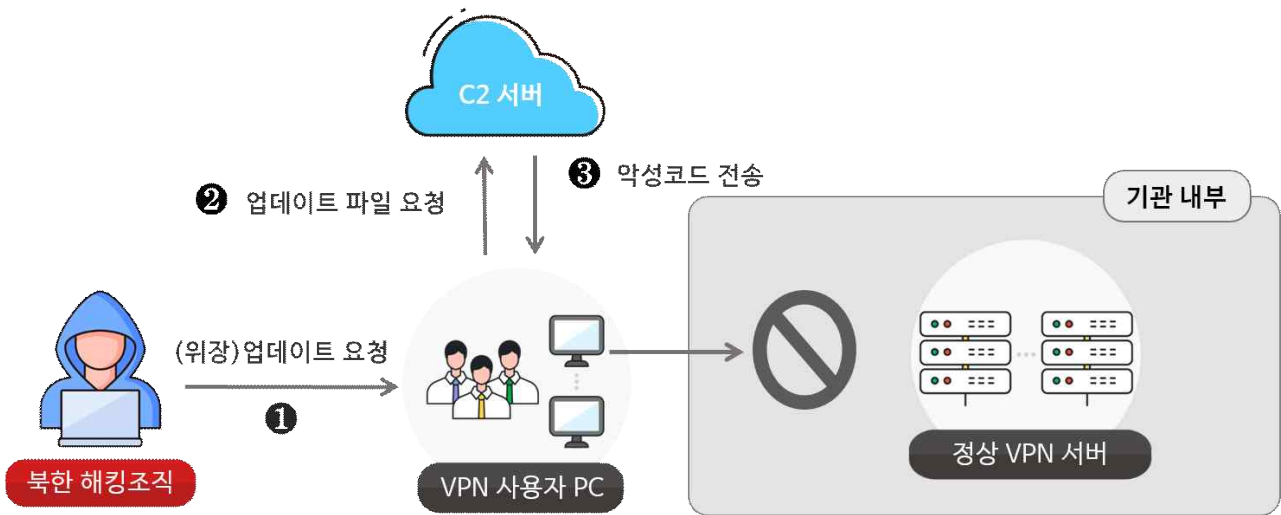 C2 서버
❷ 업데이트 파일 요청
❸ 악성코드 전송
기관 내부
(위장)업데이트 요청
❶
북한 해킹조직
VPN 사용자 PC
정상 VPN 서버